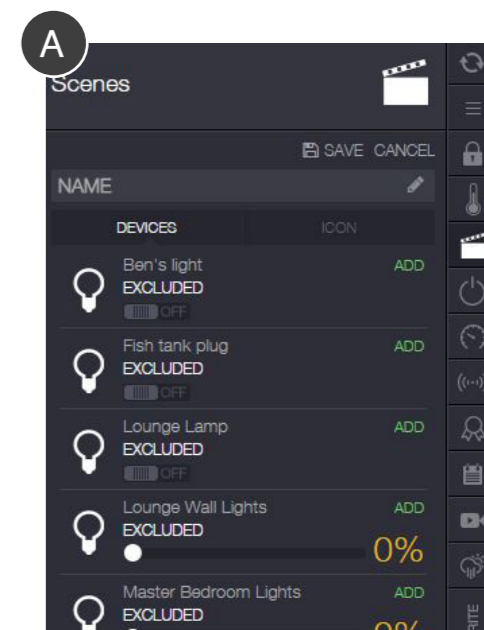 A
Scenes
SAVE CANCEL
NAME
DEVICES ICON
Ben's light ADD
EXCLUDED
OFF
Fish tank plug ADD
EXCLUDED
OFF
Lounge Lamp ADD
EXCLUDED
OFF
Lounge Wall Lights ADD
EXCLUDED
0%
Master Bedroom Lights ADD
EXCLUDED
0%